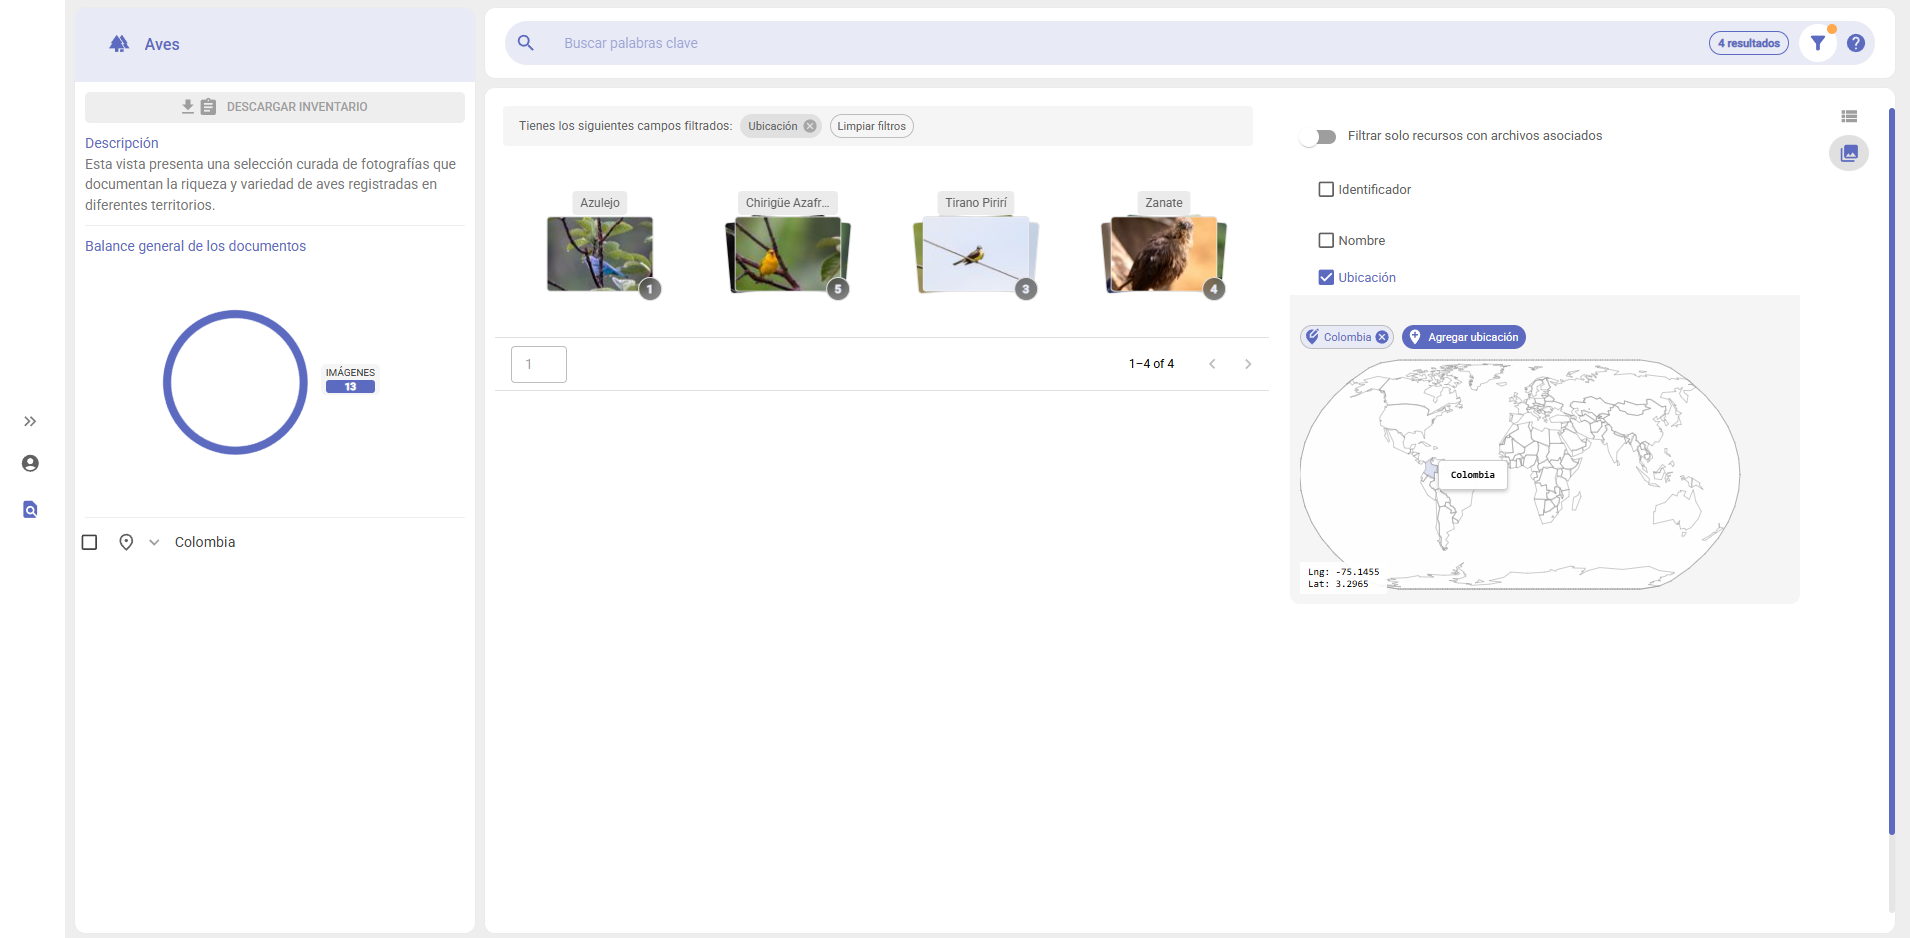 Aves
DESCARGAR INVENTARIO
Descripción
Esta vista presenta una selección curada de fotografías que
documentan la riqueza y variedad de aves registradas en
diferentes territorios.
Balance general de los documentos
IMÁGENES
13
Colombia
Buscar palabras clave
4 resultados
Tienes los siguientes campos filtrados: Ubicación Limpiar filtros
Azulejo
1
Chirigüe Azafr...
5
Tirano Pirirí
3
Zanate
4
1
1–4 of 4
Filtrar solo recursos con archivos asociados
Identificador
Nombre
Ubicación
Colombia Agregar ubicación
Colombia
Lng: -75.1455
Lat: 3.2965